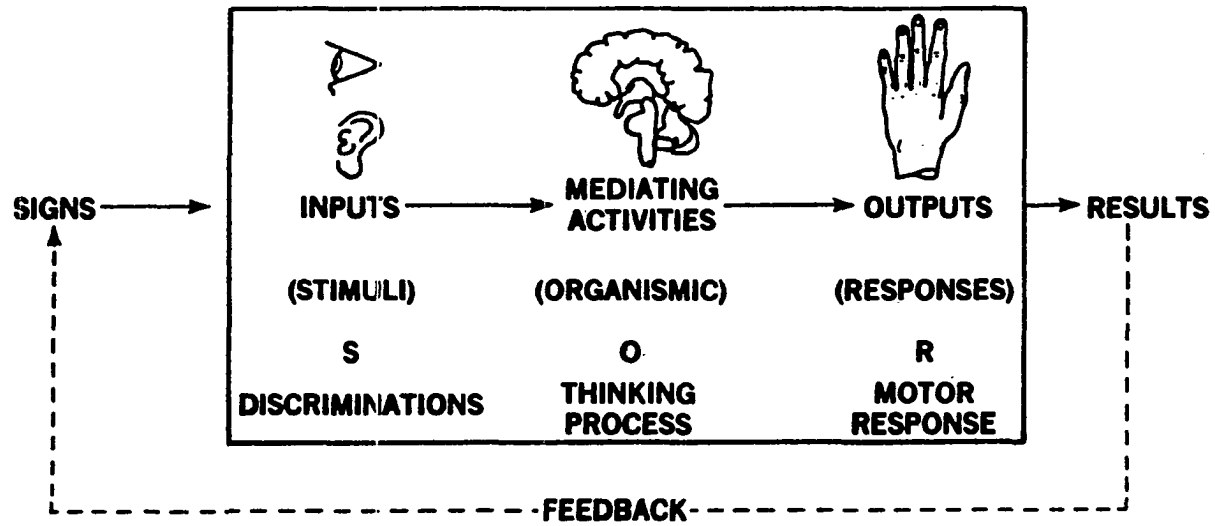 SIGNS
INPUTS
MEDIATING
ACTIVITIES
OUTPUTS
RESULTS
(STIMULI)
(ORGANISMIC)
(RESPONSES)
S
O
R
DISCRIMINATIONS
THINKING
PROCESS
MOTOR
RESPONSE
FEEDBACK